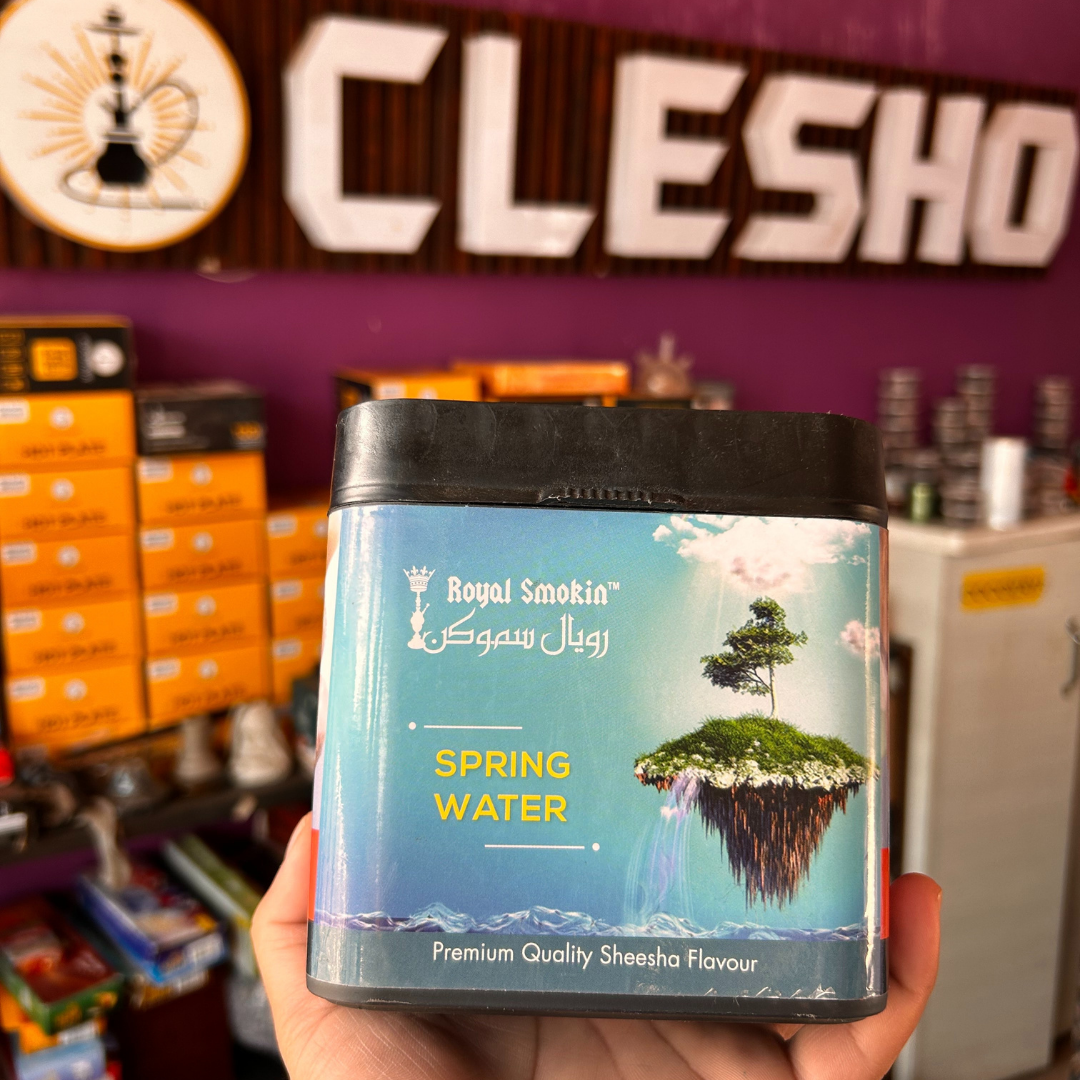 CLESHO
Royal Smokin™
رويال سموكن
SPRING
WATER
Premium Quality Sheesha Flavour